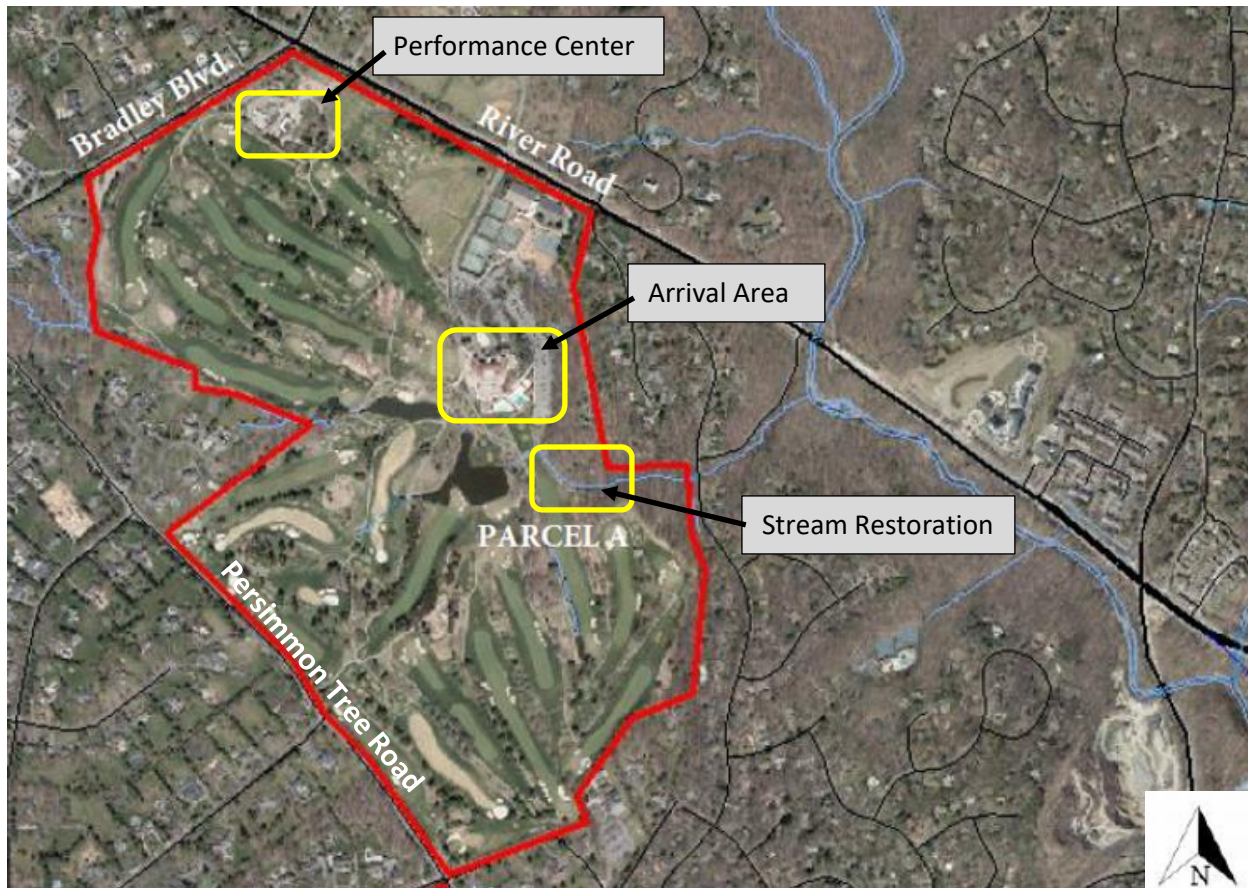 Performance Center
Bradley Blvd.
River Road
Arrival Area
Stream Restoration
PARCEL A
Persimmon Tree Road
N